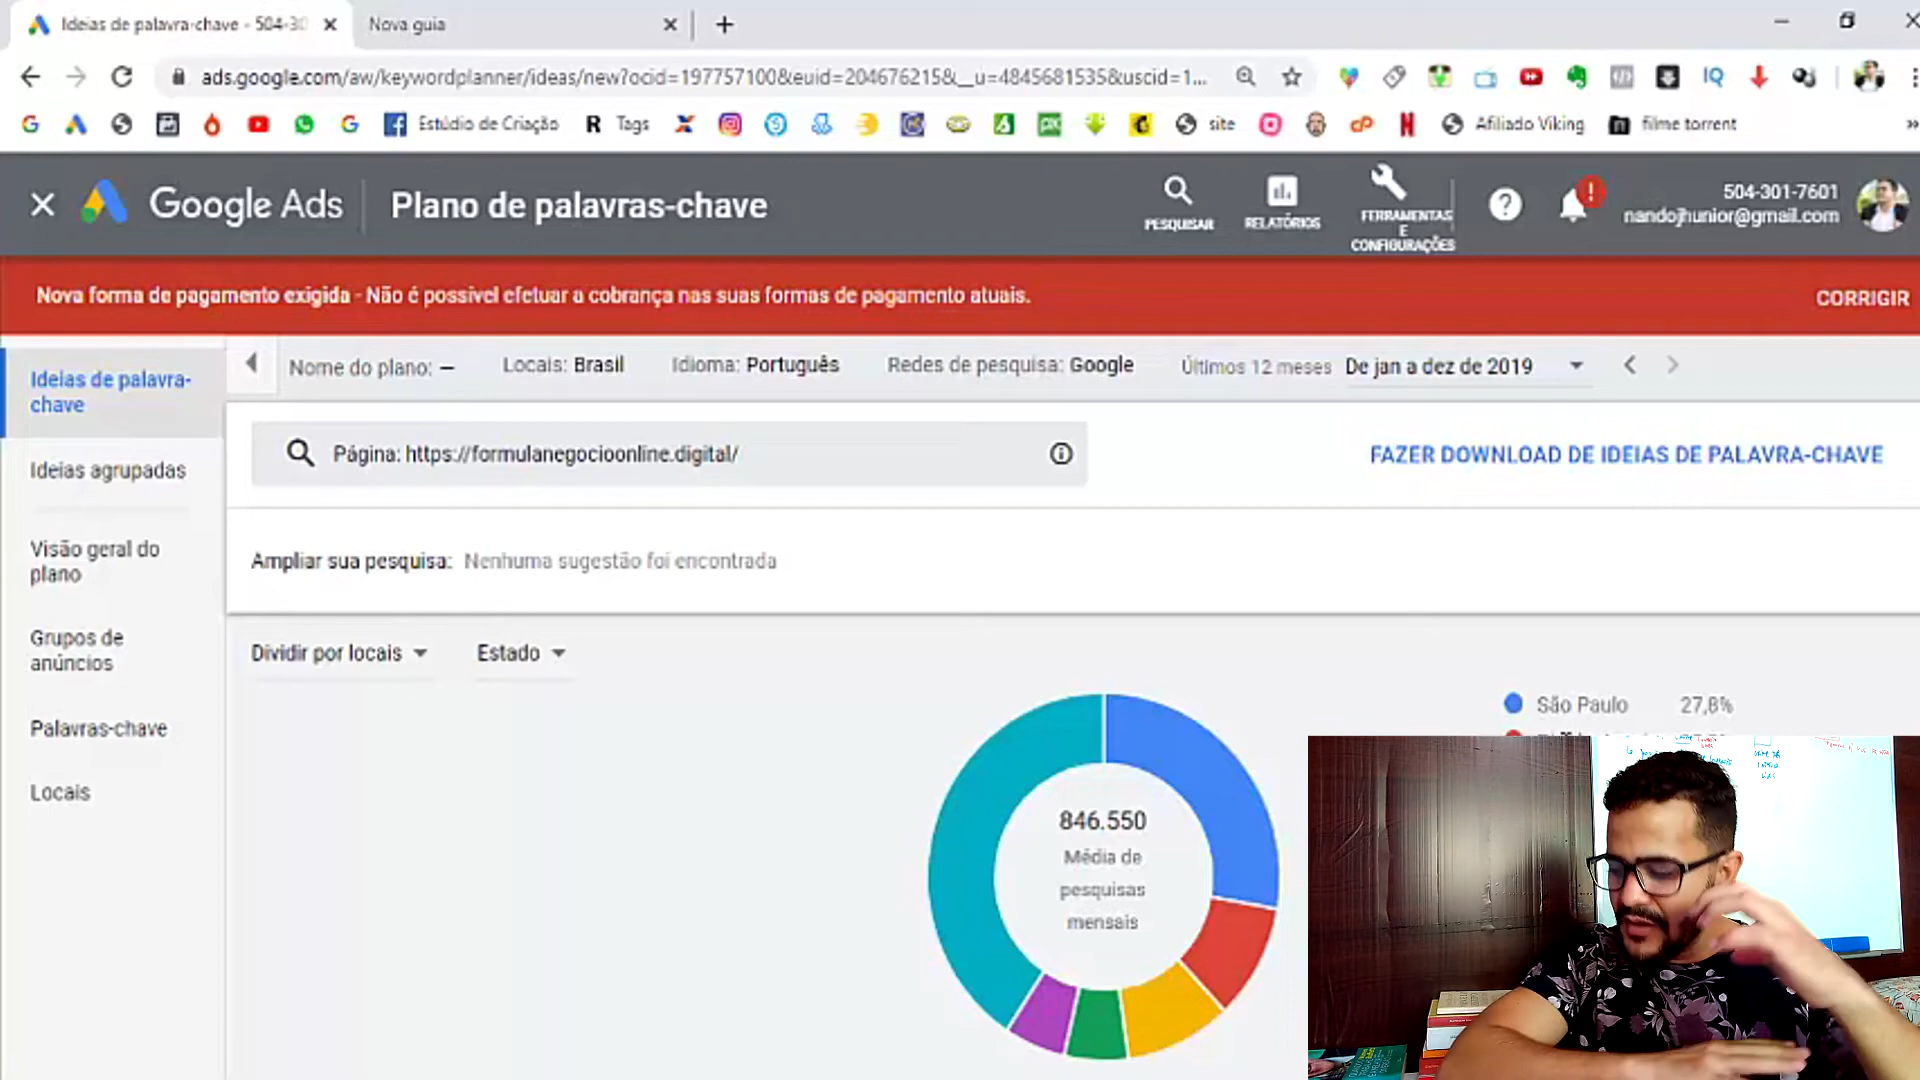 Ideias de palavra-chave - 504-30
Nova guia
ads.google.com/aw/keywordplanner/ideas/new?ocid=197757100&euid=204676215&__u=4845681535&uscid=1...
Estúdio de Criação
Tags
site
Afiliado Viking
filme torrent
Google Ads
Plano de palavras-chave
PESQUISAR
RELATÓRIOS
FERRAMENTAS
E
CONFIGURAÇÕES
504-301-7601
nandojhunior@gmail.com
Nova forma de pagamento exigida - Não é possível efetuar a cobrança nas suas formas de pagamento atuais.
CORRIGIR
Ideias de palavra-
chave
Ideias agrupadas
Visão geral do
plano
Grupos de
anúncios
Palavras-chave
Locais
Nome do plano: —
Locais: Brasil
Idioma: Português
Redes de pesquisa: Google
Últimos 12 meses
De jan a dez de 2019
Página: https://formulanegocioonline.digital/
FAZER DOWNLOAD DE IDEIAS DE PALAVRA-CHAVE
Ampliar sua pesquisa: Nenhuma sugestão foi encontrada
Dividir por locais
Estado
846.550
Média de
pesquisas
mensais
São Paulo 27,8%